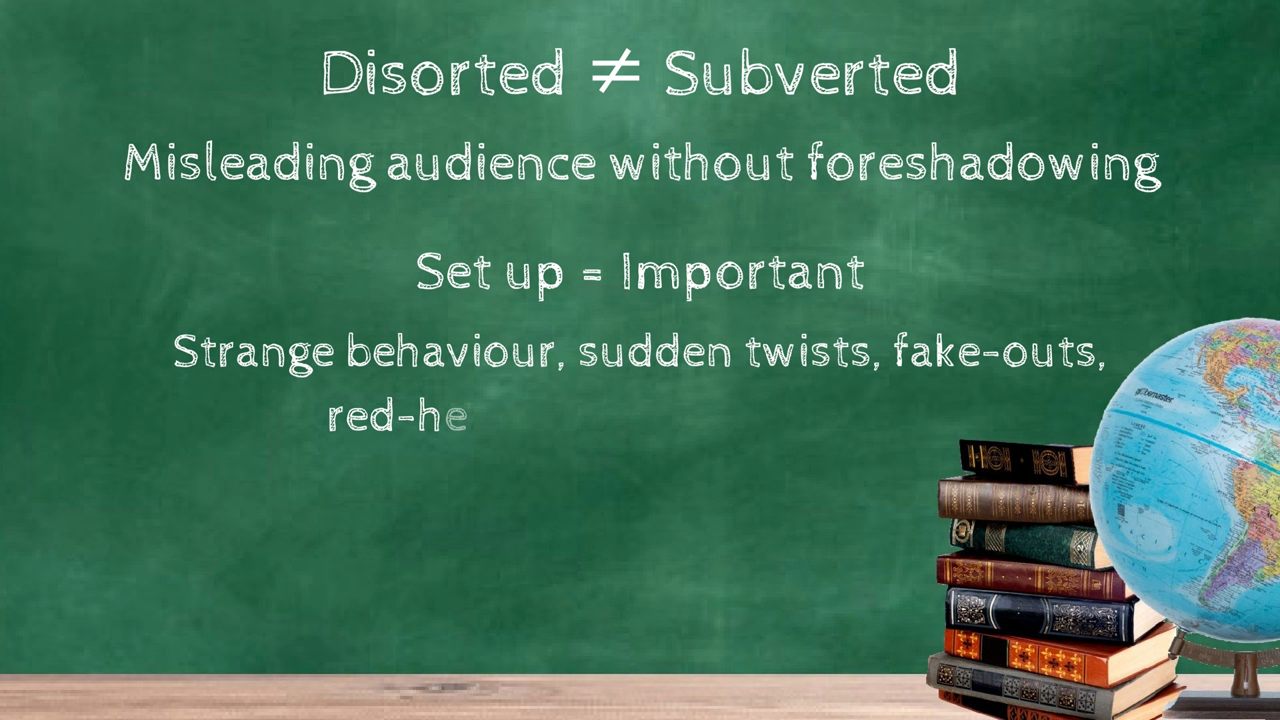 Disorted ≠ Subverted
Misleading audience without foreshadowing
Set up = Important
Strange behaviour, sudden twists, fake-outs,
red-he